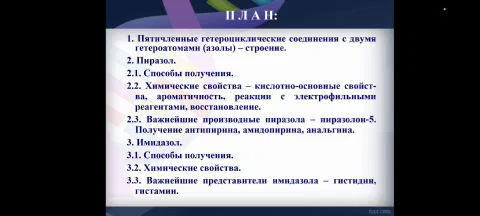 П Л А Н:
1. Пятичленные гетероциклические соединения с двумя
гетероатомами (азолы) – строение.
2. Пиразол.
2.1. Способы получения.
2.2. Химические свойства – кислотно-основные свойст-
ва, ароматичность, реакции с электрофильными
реагентами, восстановление.
2.3. Важнейшие производные пиразола – пиразолон-5.
Получение антипирина, амидопирина, анальгина.
3. Имидазол.
3.1. Способы получения.
3.2. Химические свойства.
3.3. Важнейшие представители имидазола – гистидин,
гистамин.